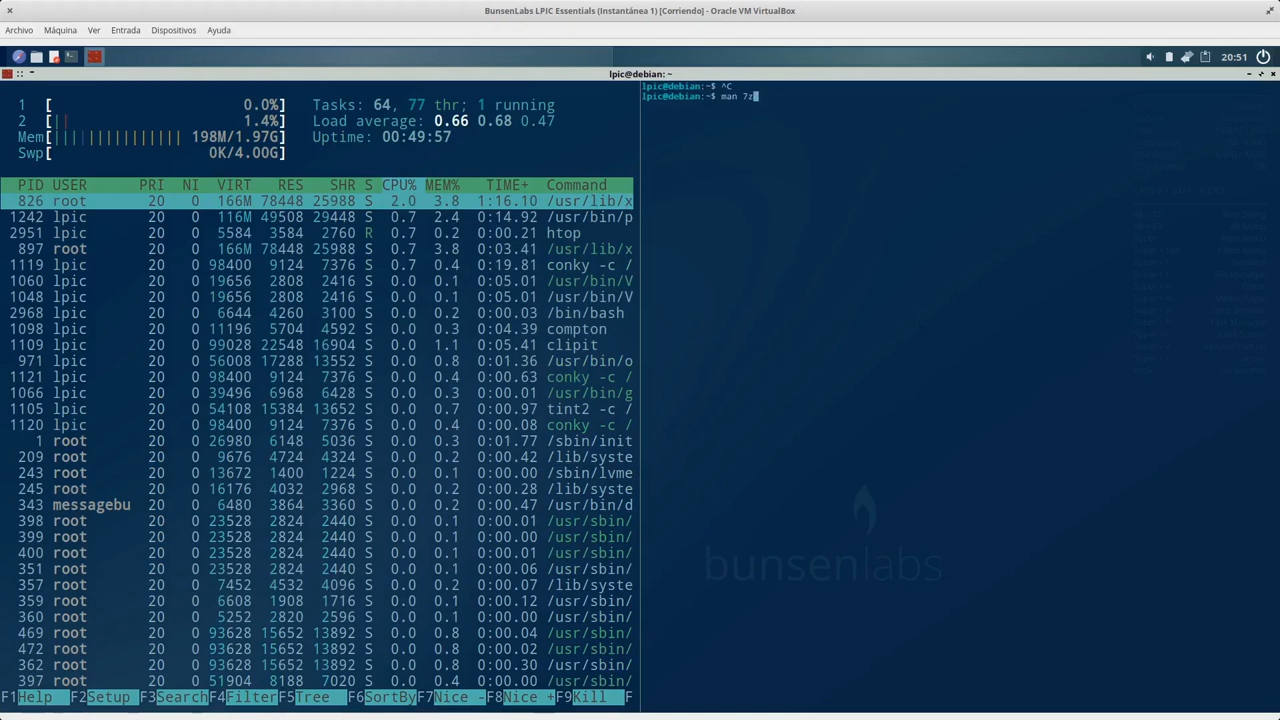 BunsenLabs LPIC Essentials (Instantánea 1) [Corriendo] - Oracle VM VirtualBox
Archivo Máquina Ver Entrada Dispositivos Ayuda
20:51
lpic@debian: ~
1 [ 0.0%] Tasks: 64, 77 thr; 1 running
2 [|| 1.4%] Load average: 0.66 0.68 0.47
Mem[||||||||||||||| 198M/1.97G] Uptime: 00:49:57
Swp[ 0K/4.00G]
PID USER PRI NI VIRT RES SHR S CPU% MEM% TIME+ Command
826 root 20 0 166M 78448 25988 S 2.0 3.8 1:16.10 /usr/lib/x
1242 lpic 20 0 116M 49508 29448 S 0.7 2.4 0:14.92 /usr/bin/p
2951 lpic 20 0 5584 3584 2760 R 0.7 0.2 0:00.21 htop
897 root 20 0 166M 78448 25988 S 0.7 3.8 0:03.41 /usr/lib/x
1119 lpic 20 0 98400 9124 7376 S 0.7 0.4 0:19.81 conky -c /
1060 lpic 20 0 19656 2808 2416 S 0.0 0.1 0:05.01 /usr/bin/V
1048 lpic 20 0 19656 2808 2416 S 0.0 0.1 0:05.01 /usr/bin/V
2968 lpic 20 0 6644 4260 3100 S 0.0 0.2 0:00.03 /bin/bash
1098 lpic 20 0 11196 5704 4592 S 0.0 0.3 0:04.39 compton
1109 lpic 20 0 99028 22548 16904 S 0.0 1.1 0:05.41 clipit
971 lpic 20 0 56008 17288 13552 S 0.0 0.8 0:01.36 /usr/bin/o
1121 lpic 20 0 98400 9124 7376 S 0.0 0.4 0:00.63 conky -c /
1066 lpic 20 0 39496 6968 6428 S 0.0 0.3 0:00.01 /usr/bin/g
1105 lpic 20 0 54108 15384 13652 S 0.0 0.7 0:00.97 tint2 -c /
1120 lpic 20 0 98400 9124 7376 S 0.0 0.4 0:00.08 conky -c /
1 root 20 0 26980 6148 5036 S 0.0 0.3 0:01.77 /sbin/init
209 root 20 0 9676 4724 4324 S 0.0 0.2 0:00.42 /lib/syste
243 root 20 0 13672 1400 1224 S 0.0 0.1 0:00.00 /sbin/lvme
245 root 20 0 16176 4032 2968 S 0.0 0.2 0:00.28 /lib/syste
343 messagebu 20 0 6480 3864 3360 S 0.0 0.2 0:00.47 /usr/bin/d
398 root 20 0 23528 2824 2440 S 0.0 0.1 0:00.01 /usr/sbin/
399 root 20 0 23528 2824 2440 S 0.0 0.1 0:00.00 /usr/sbin/
400 root 20 0 23528 2824 2440 S 0.0 0.1 0:00.01 /usr/sbin/
351 root 20 0 23528 2824 2440 S 0.0 0.1 0:00.06 /usr/sbin/
357 root 20 0 7452 4532 4096 S 0.0 0.2 0:00.07 /lib/syste
359 root 20 0 6608 1908 1716 S 0.0 0.1 0:00.12 /usr/sbin/
360 root 20 0 5252 2820 2596 S 0.0 0.1 0:00.00 /usr/sbin/
469 root 20 0 93628 15652 13892 S 0.0 0.8 0:00.04 /usr/sbin/
472 root 20 0 93628 15652 13892 S 0.0 0.8 0:00.02 /usr/sbin/
362 root 20 0 93628 15652 13892 S 0.0 0.8 0:00.30 /usr/sbin/
397 root 20 0 51904 8188 7020 S 0.0 0.4 0:00.01 /usr/sbin/
F1Help F2Setup F3SearchF4FilterF5Tree F6SortByF7Nice -F8Nice +F9Kill F
lpic@debian:~$ ^C
lpic@debian:~$ man 7z
bunsenlabs